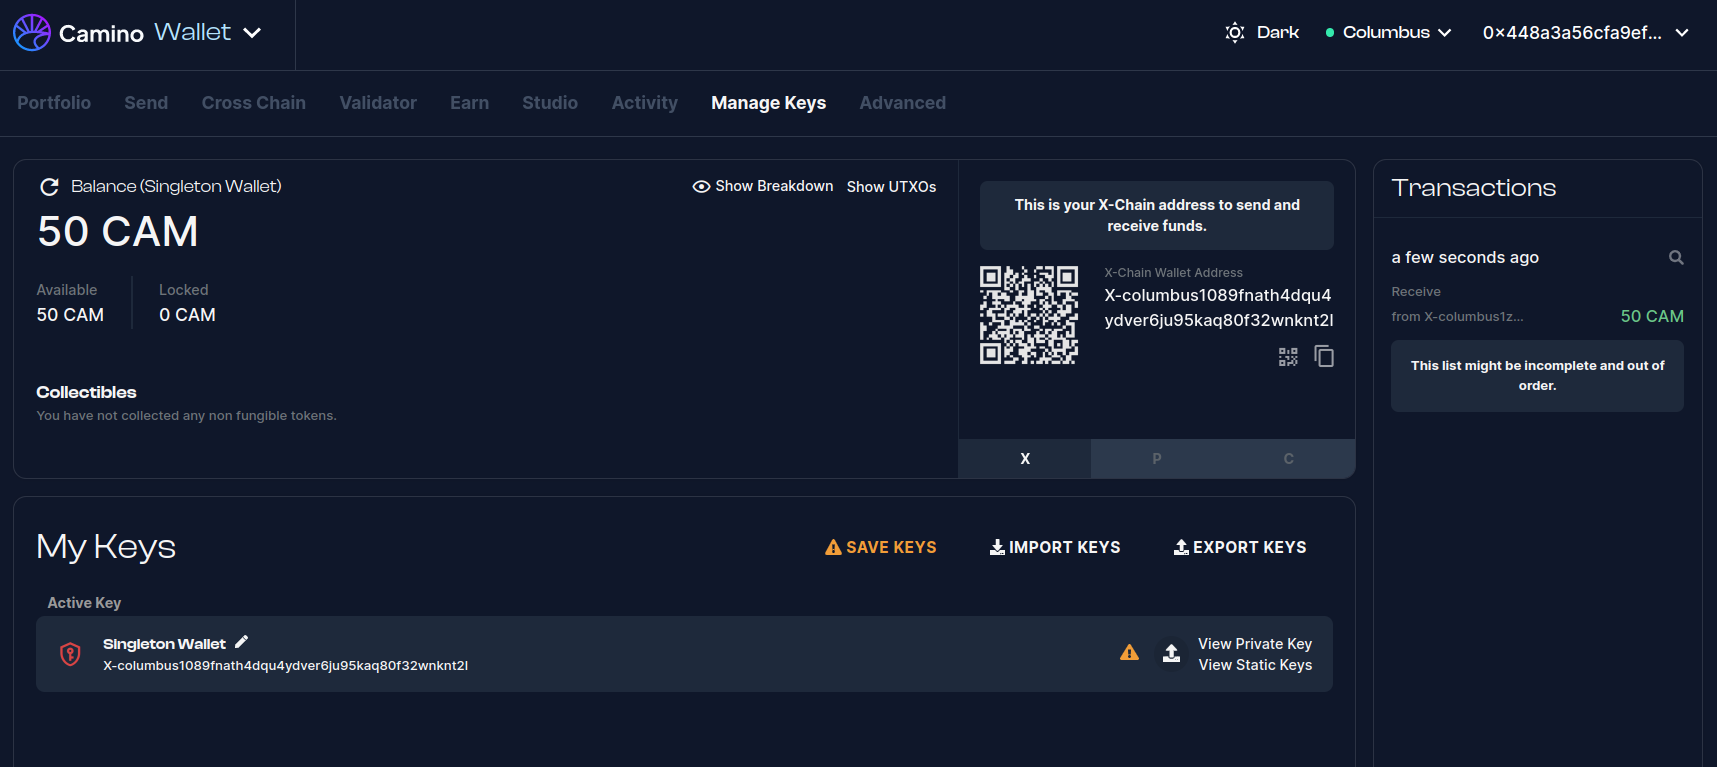 Camino Wallet
Dark
Columbus
0×448a3a56cfa9ef...
Portfolio Send Cross Chain Validator Earn Studio Activity Manage Keys Advanced
Balance (Singleton Wallet)
Show Breakdown Show UTXOs
50 CAM
Available
50 CAM
Locked
0 CAM
Collectibles
You have not collected any non fungible tokens.
This is your X-Chain address to send and
receive funds.
X-Chain Wallet Address
X-columbus1089fnath4dqu4
ydver6ju95kaq80f32wnknt2l
X P C
Transactions
a few seconds ago
Receive
from X-columbus1z...
50 CAM
This list might be incomplete and out of
order.
My Keys
SAVE KEYS IMPORT KEYS EXPORT KEYS
Active Key
Singleton Wallet
X-columbus1089fnath4dqu4ydver6ju95kaq80f32wnknt2l
View Private Key
View Static Keys